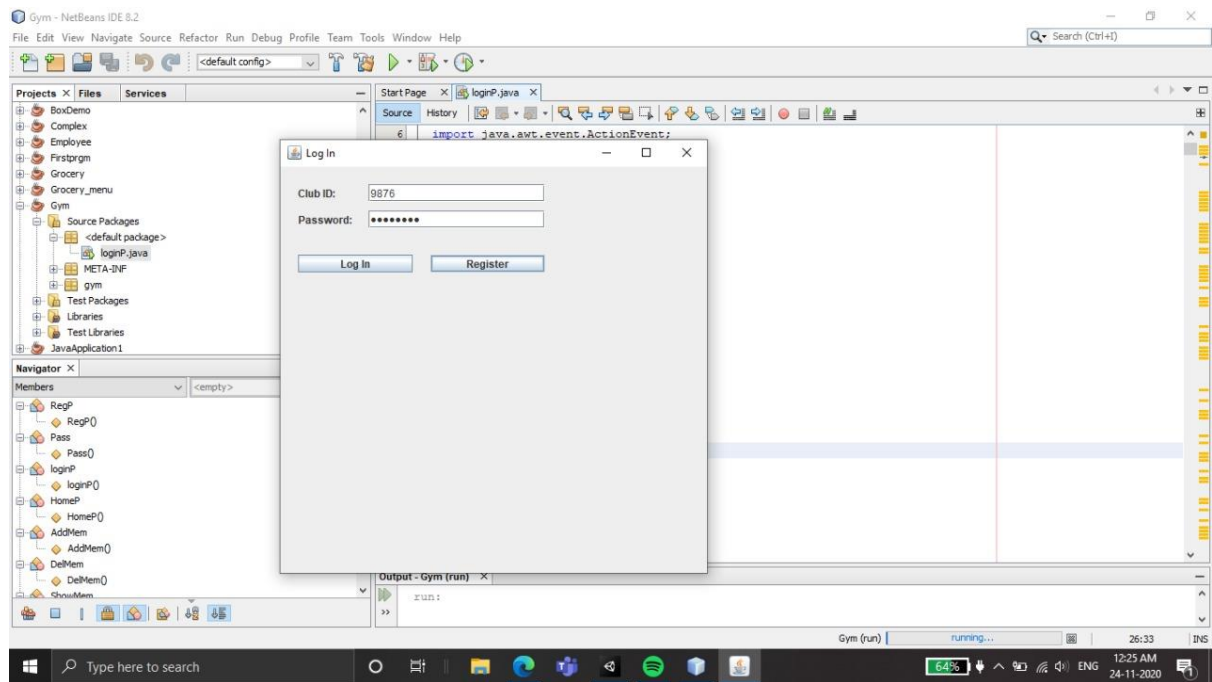 Gym - NetBeans IDE 8.2
File Edit View Navigate Source Refactor Run Debug Profile Team Tools Window Help
Search (Ctrl+I)
<default config>
Projects Files Services
Start Page loginP.java
Source History
BoxDemo
Complex
Employee
Firstprgm
Grocery
Grocery_menu
Gym
Source Packages
<default package>
loginP.java
META-INF
gym
Test Packages
Libraries
Test Libraries
JavaApplication1
6 import java.awt.event.ActionEvent;
Log In
Club ID: 9876
Password: ••••••••
Log In Register
Navigator
Members <empty>
RegP
RegP()
Pass
Pass()
loginP
loginP()
HomeP
HomeP()
AddMem
AddMem()
DelMem
DelMem()
ShowMem
Output - Gym (run)
run:
Gym (run) running... 26:33 INS
Type here to search
64% ENG 12:25 AM
24-11-2020